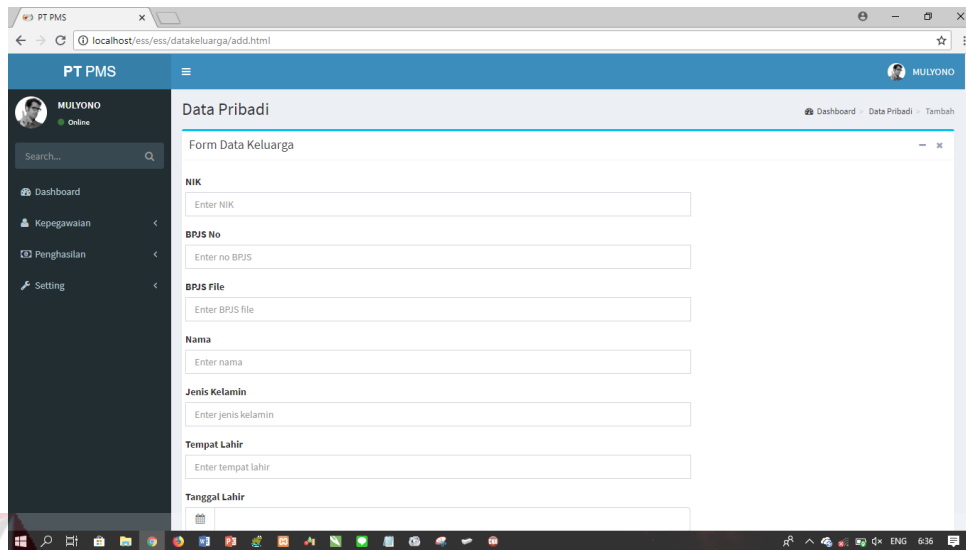 PT PMS
localhost/ess/ess/datakeluarga/add.html
PT PMS
MULYONO
MULYONO
Online
Data Pribadi
Dashboard > Data Pribadi > Tambah
Search...
Form Data Keluarga
Dashboard
Kepegawaian
Penghasilan
Setting
NIK
Enter NIK
BPJS No
Enter no BPJS
BPJS File
Enter BPJS file
Nama
Enter nama
Jenis Kelamin
Enter jenis kelamin
Tempat Lahir
Enter tempat lahir
Tanggal Lahir
ENG 6:36